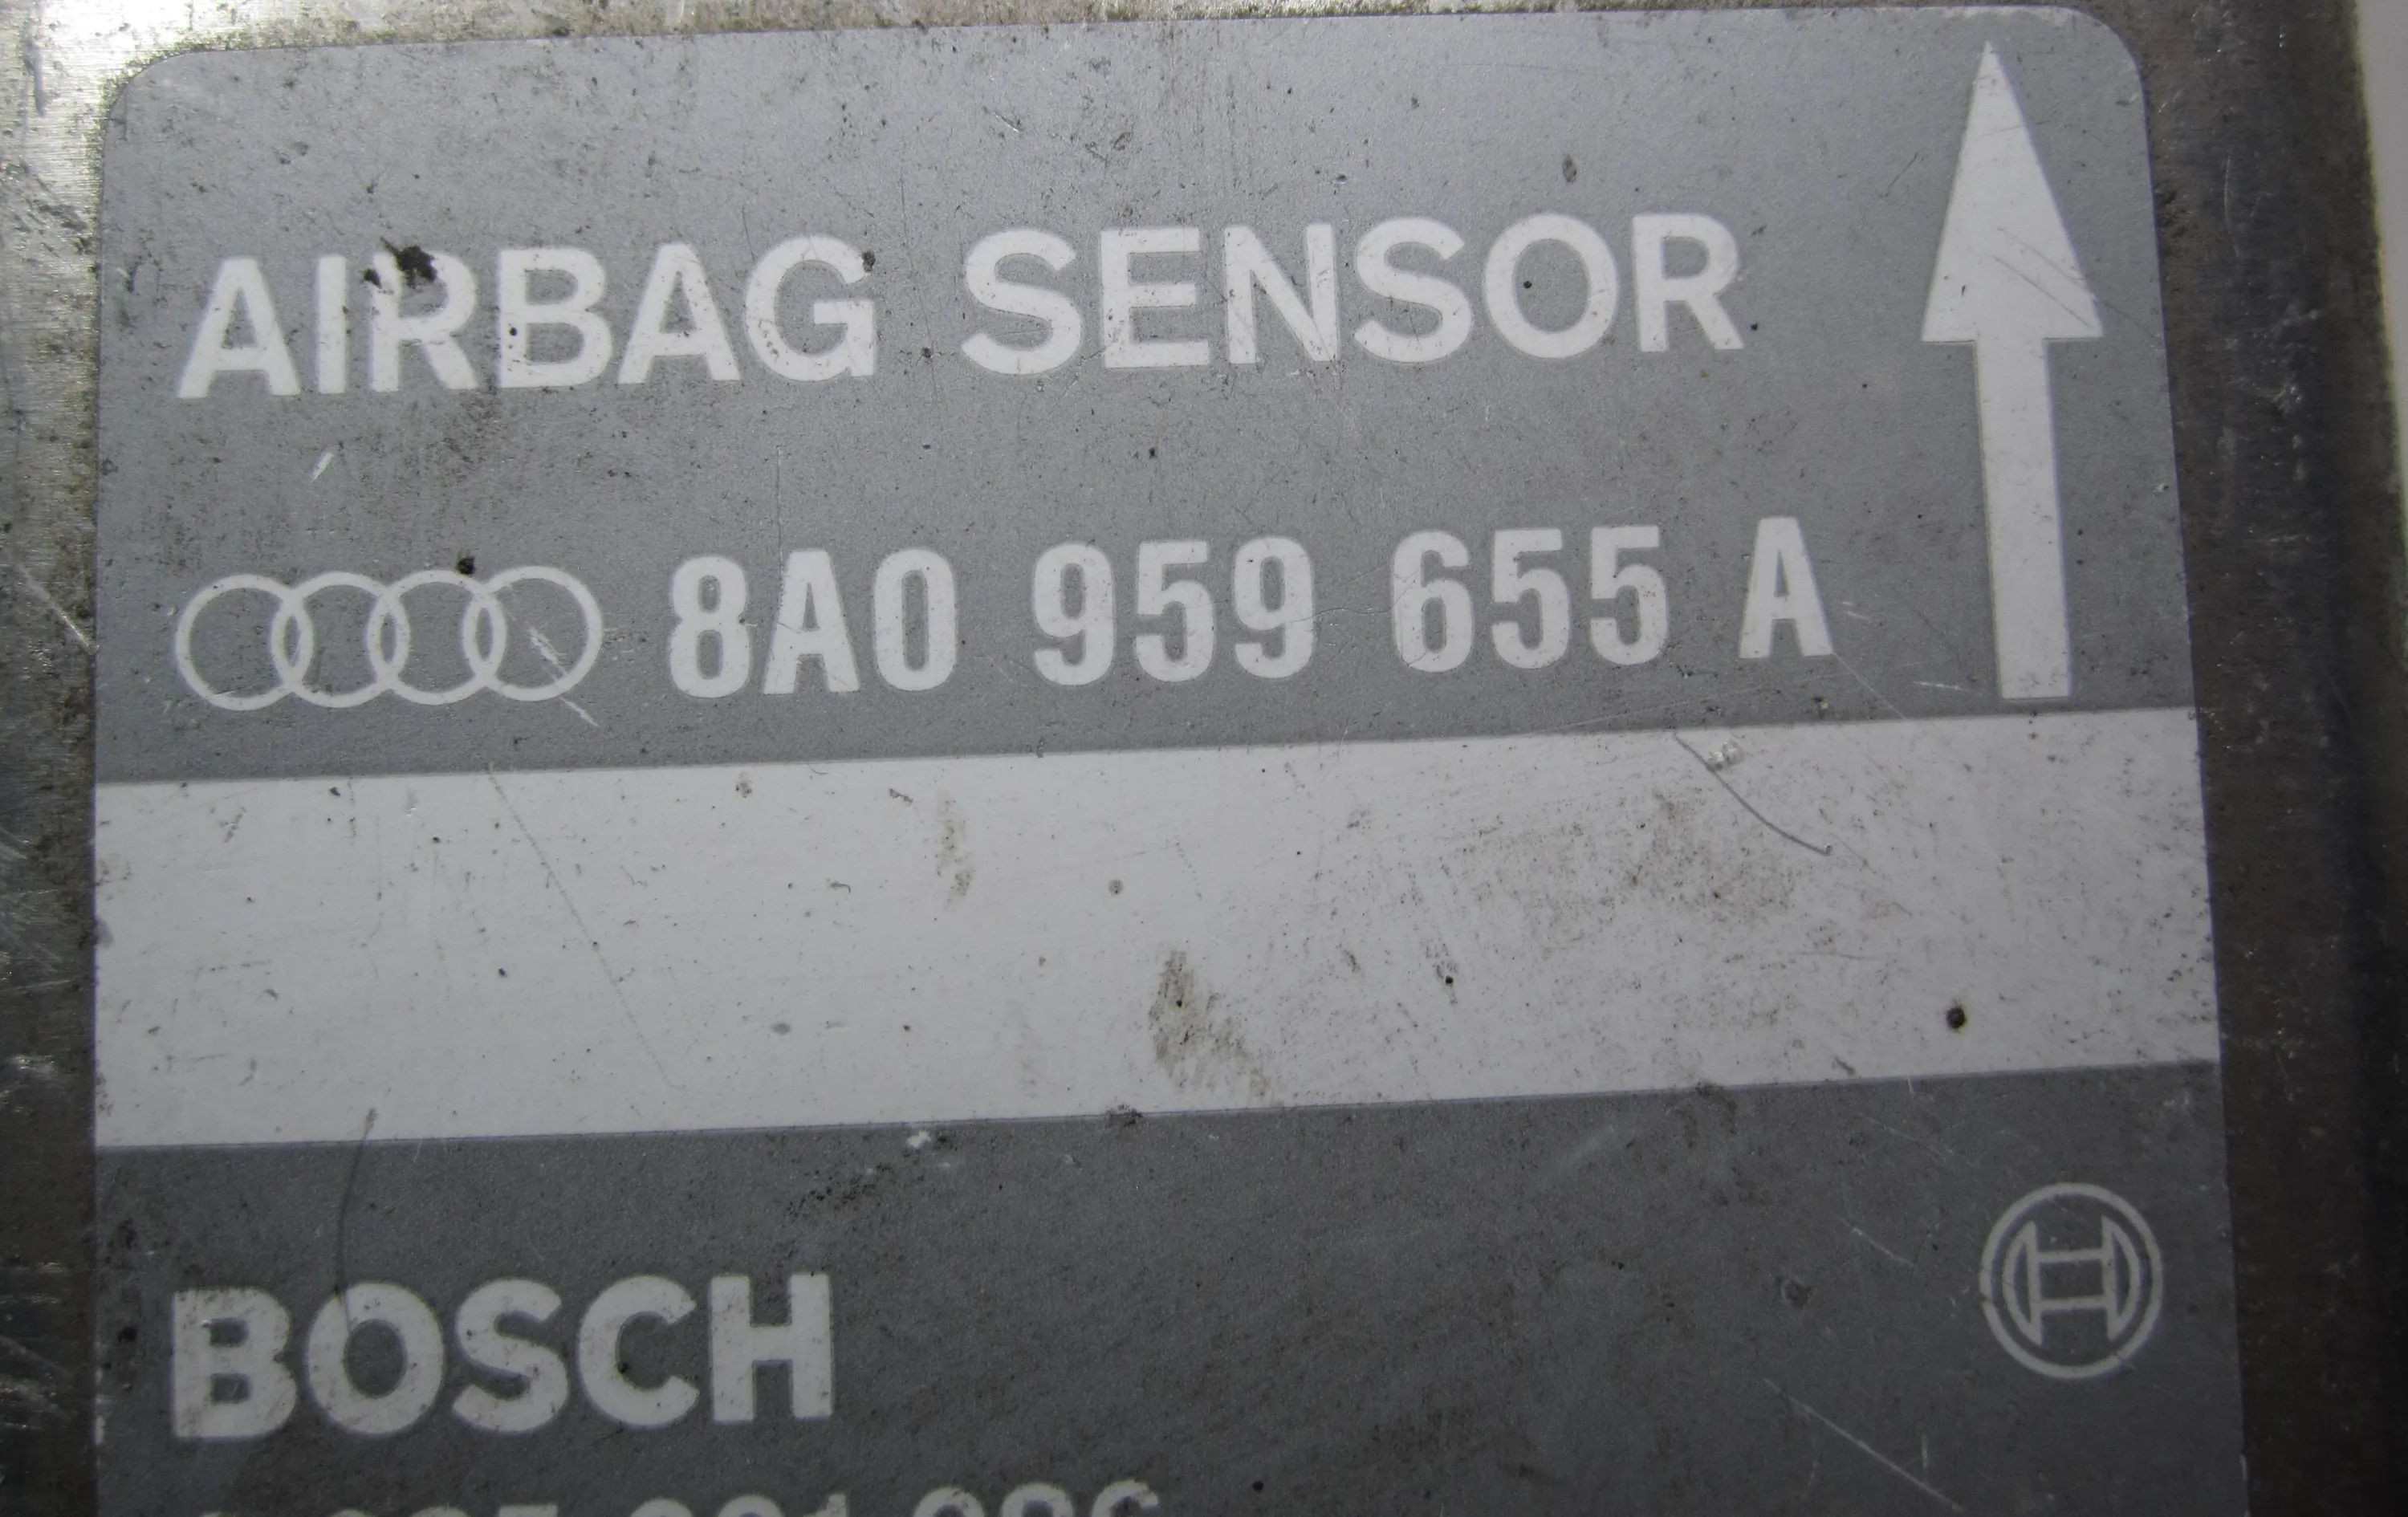 AIRBAG SENSOR
8A0 959 655 A
BOSCH